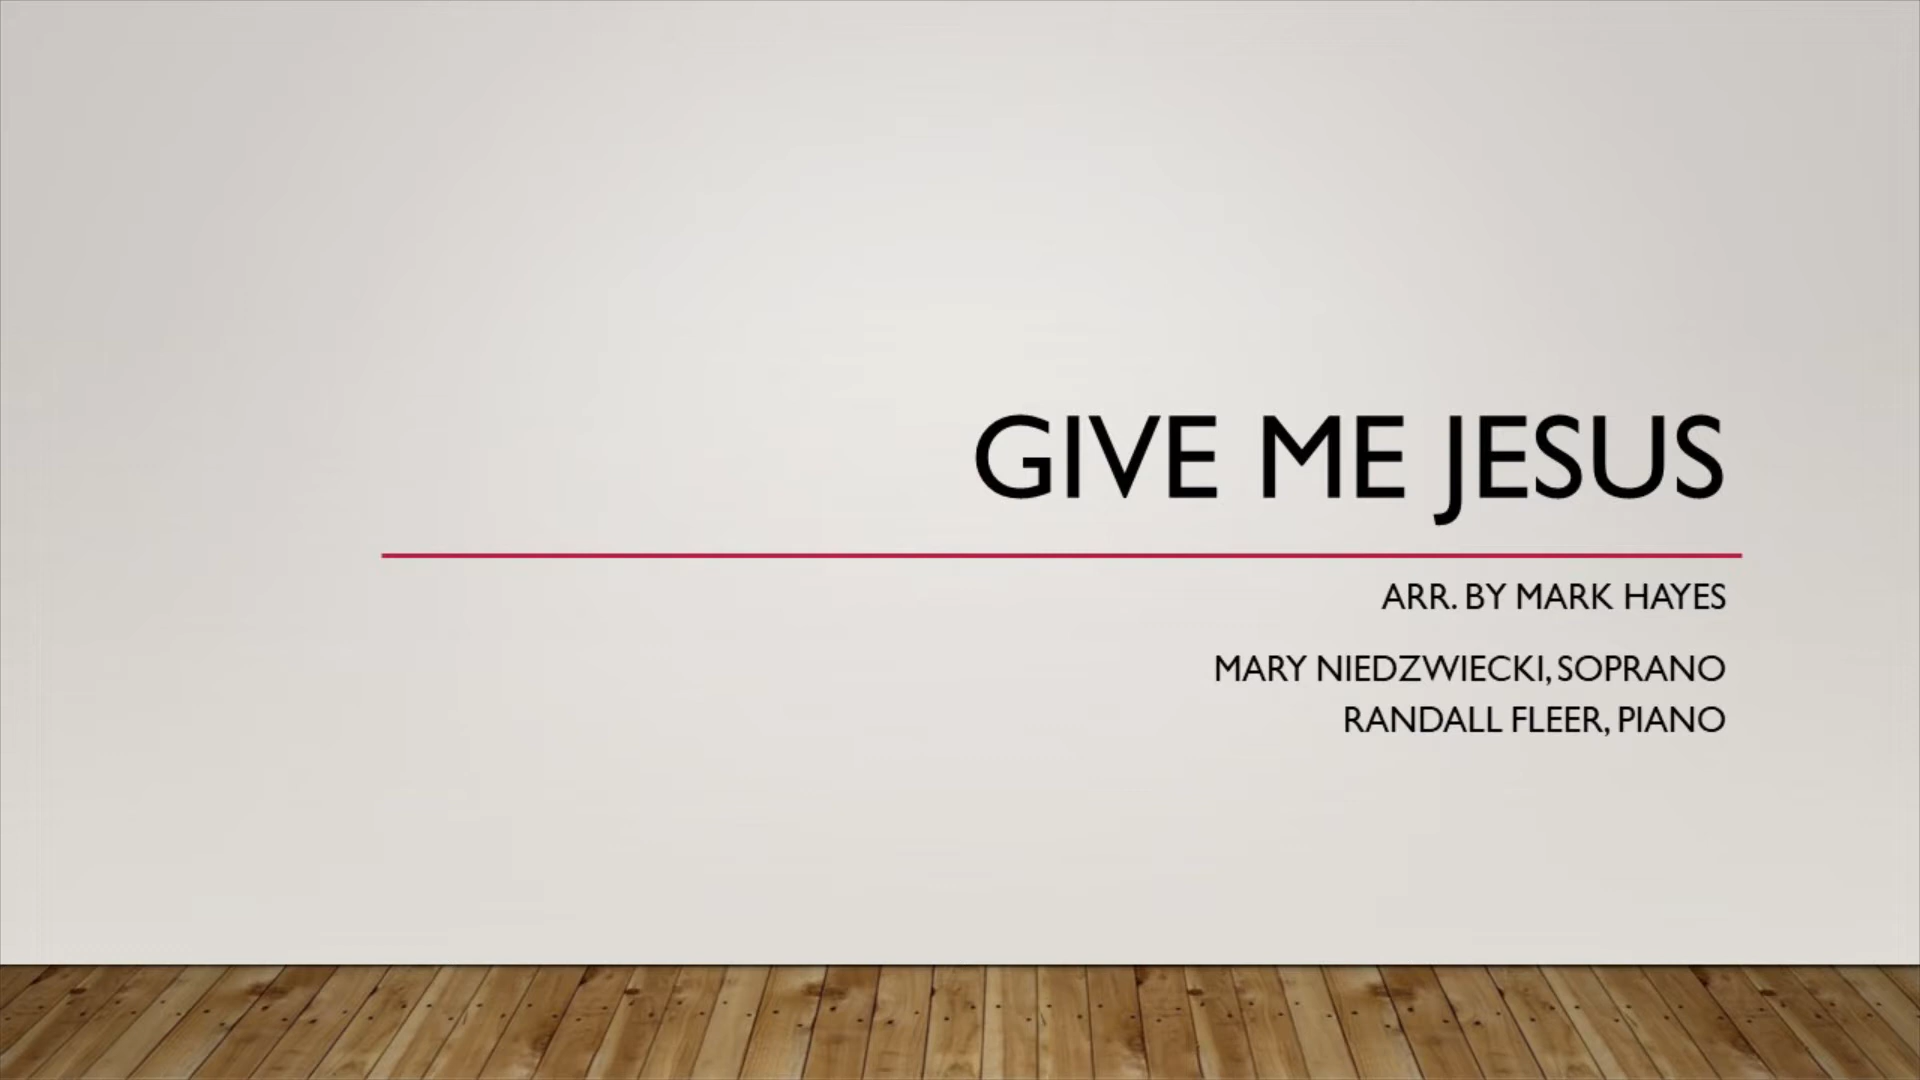 GIVE ME JESUS
ARR. BY MARK HAYES
MARY NIEDZWIECKI, SOPRANO
RANDALL FLEER, PIANO